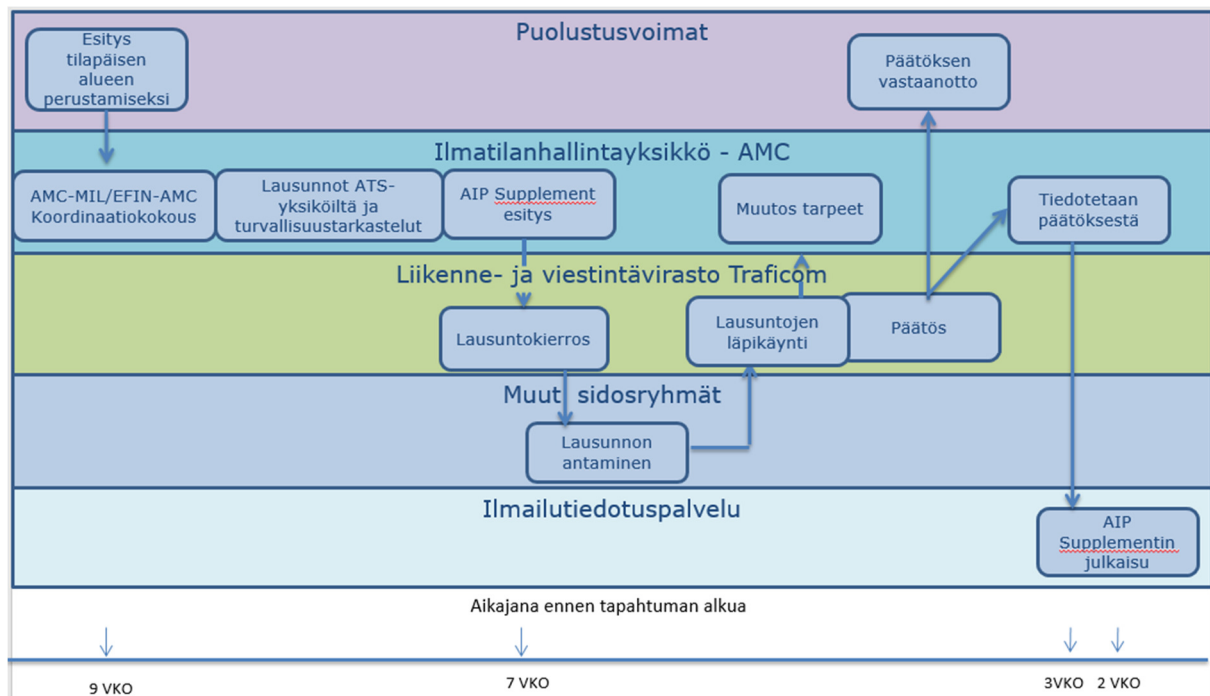 Puolustusvoimat
Esitys
tilapäisen
alueen
perustamiseksi
Päätöksen
vastaanotto
Ilmatilanhallintayksikkö - AMC
AMC-MIL/EFIN-AMC
Koordinaatiokokous
Lausunnot ATS-
yksiköiltä ja
turvallisuustarkastelut
AIP Supplement
esitys
Muutos tarpeet
Tiedotetaan
päätöksestä
Liikenne- ja viestintävirasto Traficom
Lausuntokierros
Lausuntojen
läpikäynti
Päätös
Muut sidosryhmät
Lausunnon
antaminen
Ilmailutiedotuspalvelu
AIP
Supplementin
julkaisu
Aikajana ennen tapahtuman alkua
9 VKO
7 VKO
3VKO
2 VKO